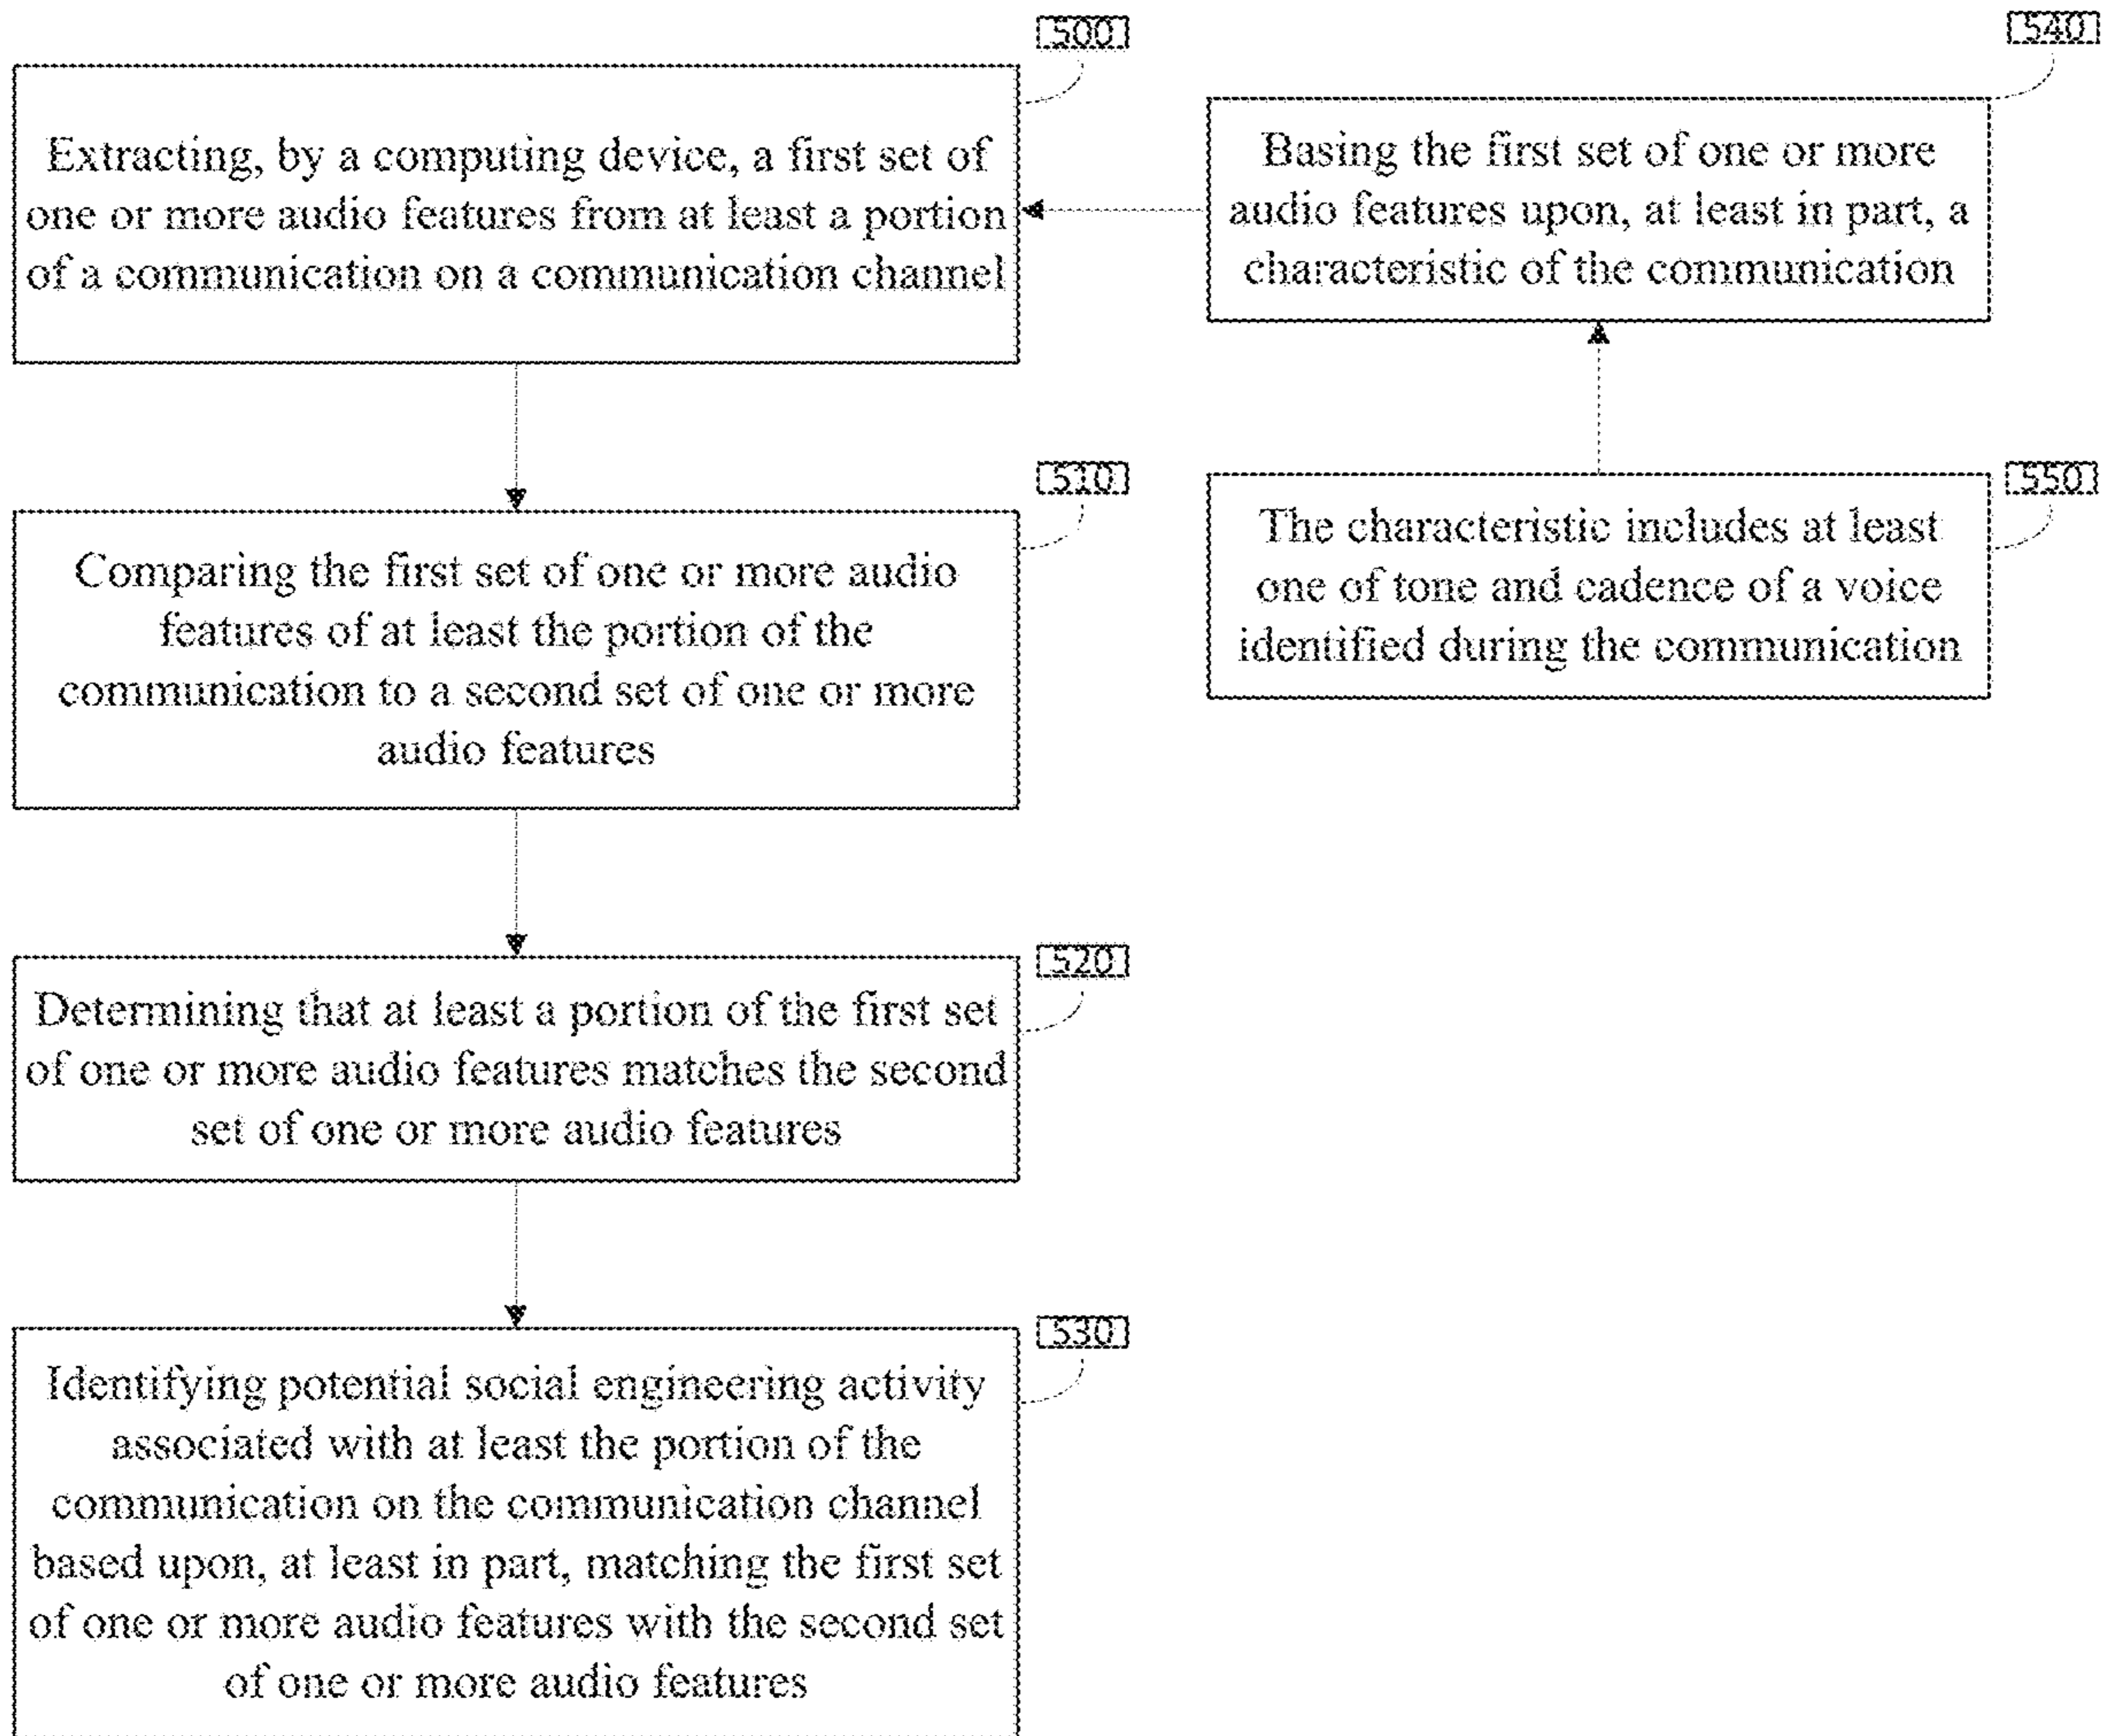 500
Extracting, by a computing device, a first set of
one or more audio features from at least a portion
of a communication on a communication channel
510
Comparing the first set of one or more audio
features of at least the portion of the
communication to a second set of one or more
audio features
520
Determining that at least a portion of the first set
of one or more audio features matches the second
set of one or more audio features
530
Identifying potential social engineering activity
associated with at least the portion of the
communication on the communication channel
based upon, at least in part, matching the first set
of one or more audio features with the second set
of one or more audio features
540
Basing the first set of one or more
audio features upon, at least in part, a
characteristic of the communication
550
The characteristic includes at least
one of tone and cadence of a voice
identified during the communication